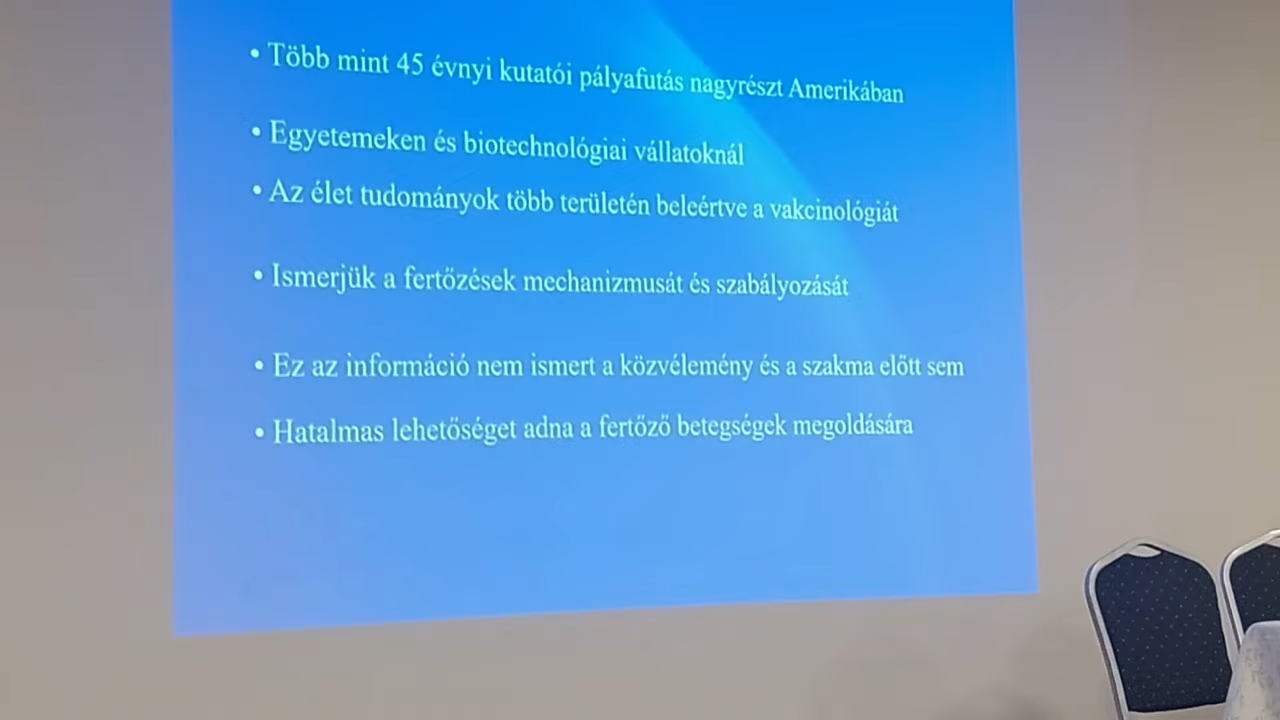 • Több mint 45 évnyi kutatói pályafutás nagyrészt Amerikában
• Egyetemeken és biotechnológiai vállatoknál
• Az élet tudományok több területén beleértve a vakcinológiát
• Ismerjük a fertőzések mechanizmusát és szabályozását
• Ez az információ nem ismert a közvélemény és a szakma előtt sem
• Hatalmas lehetőséget adna a fertőző betegségek megoldására